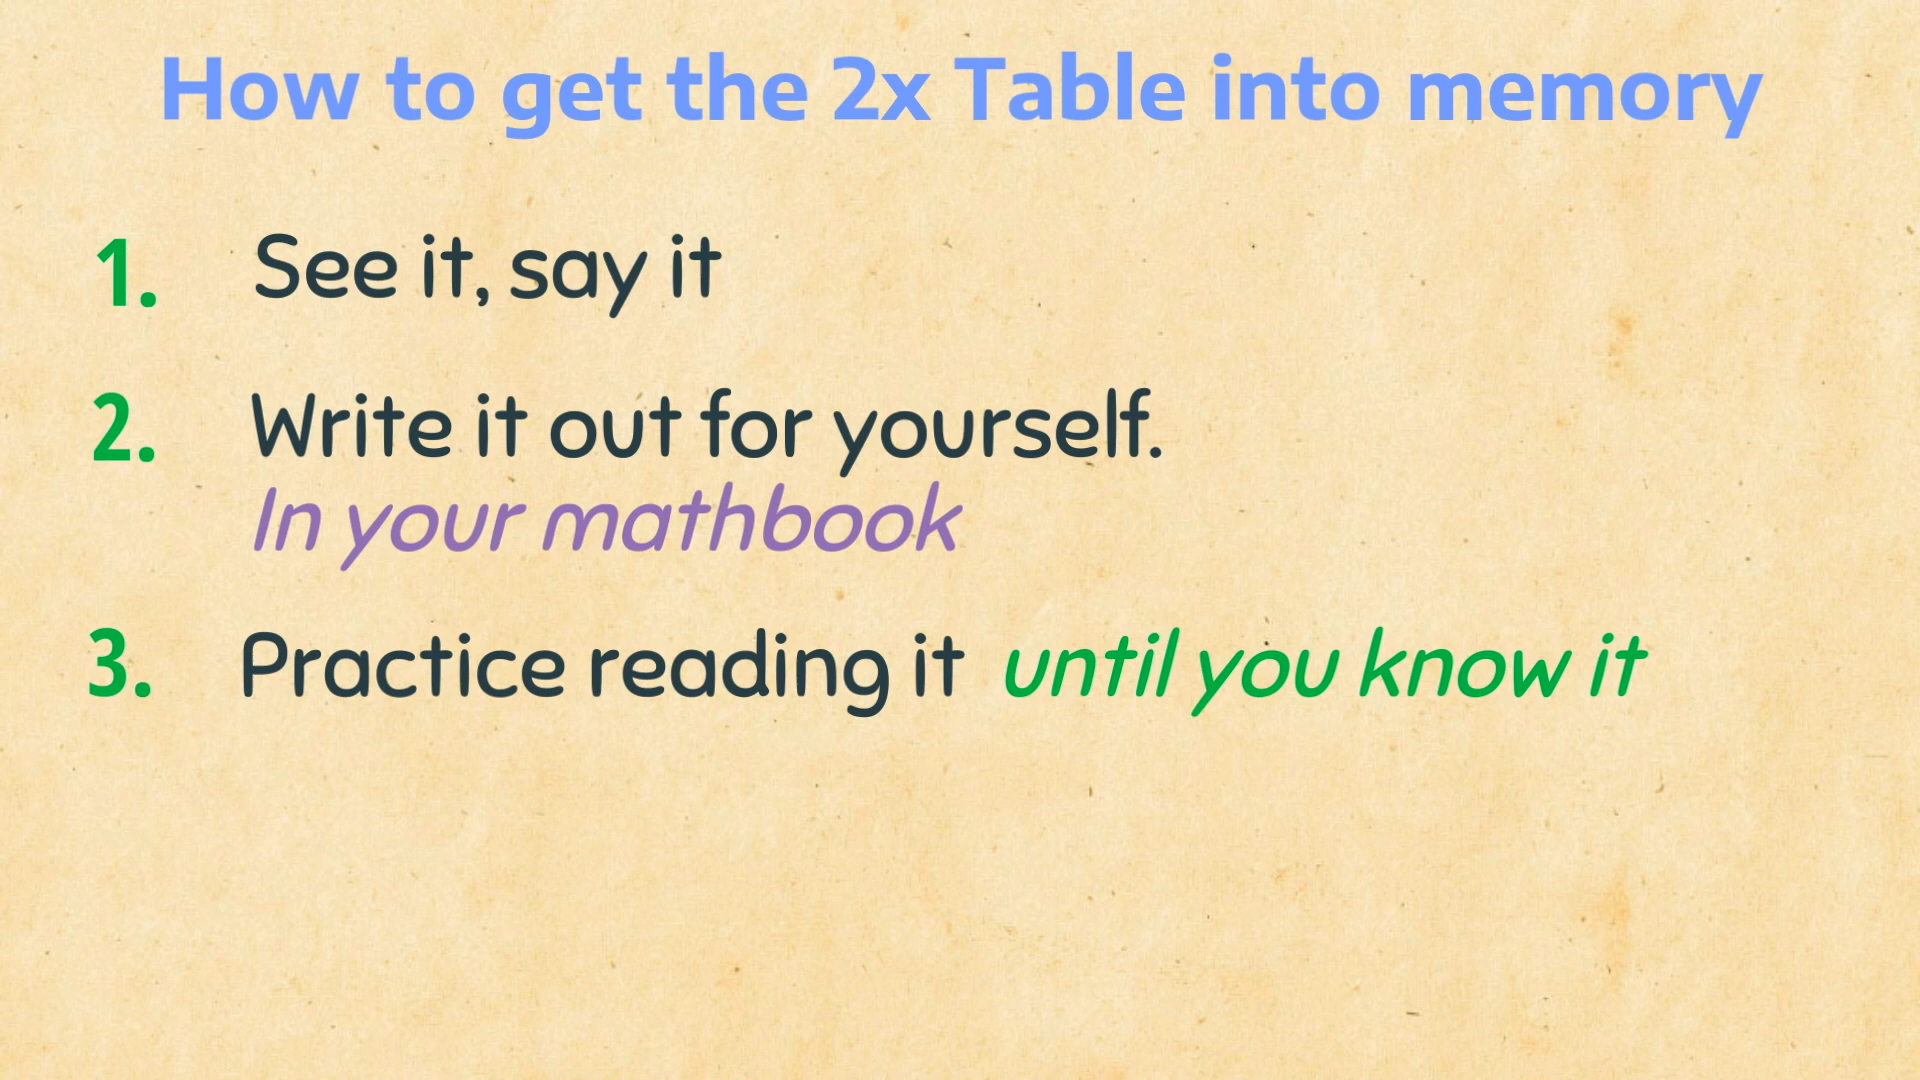 How to get the 2x Table into memory
1. See it, say it
2. Write it out for yourself.
In your mathbook
3. Practice reading it until you know it